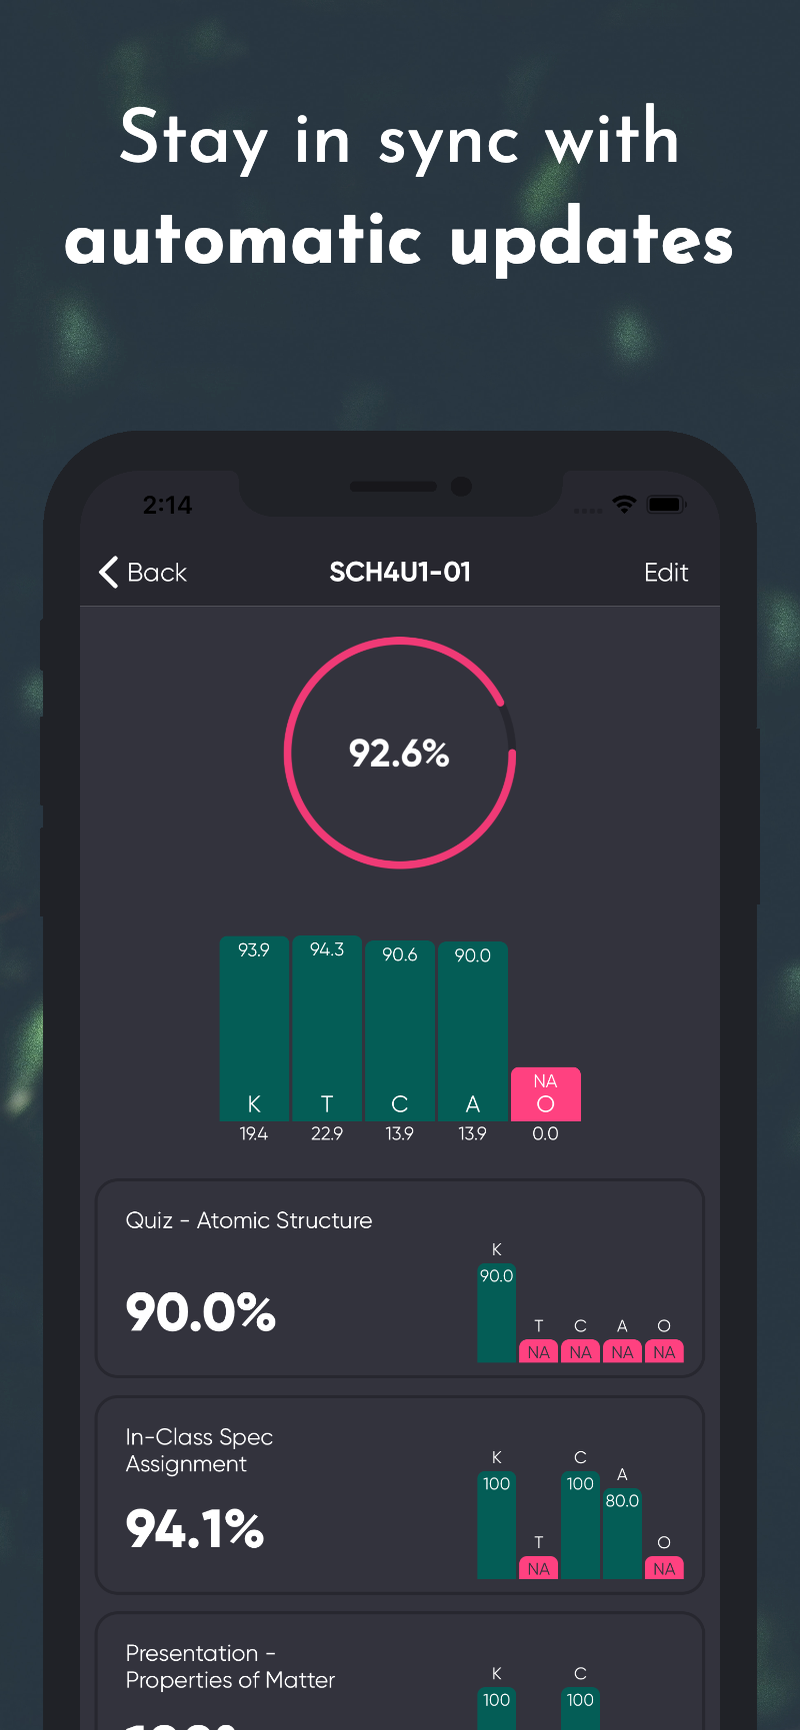 Stay in sync with
automatic updates
2:14
Back
SCH4U1-01
Edit
92.6%
93.9 94.3 90.6 90.0 NA
K T C A O
19.4 22.9 13.9 13.9 0.0
Quiz - Atomic Structure
90.0%
K
90.0
T C A O
NA NA NA NA
In-Class Spec
Assignment
94.1%
K C A
100 100 80.0
T O
NA NA
Presentation -
Properties of Matter
K C
100 100